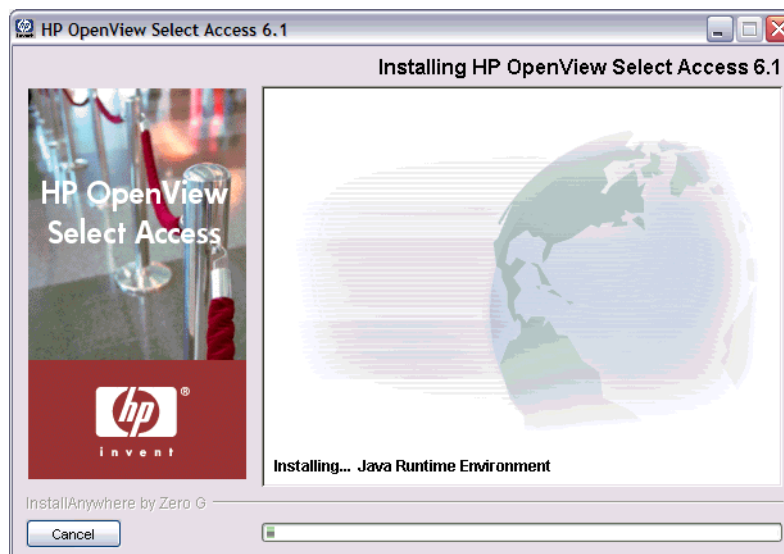 HP OpenView Select Access 6.1
Installing HP OpenView Select Access 6.1
HP OpenView
Select Access
hp
®
invent
Installing... Java Runtime Environment
InstallAnywhere by Zero G
Cancel